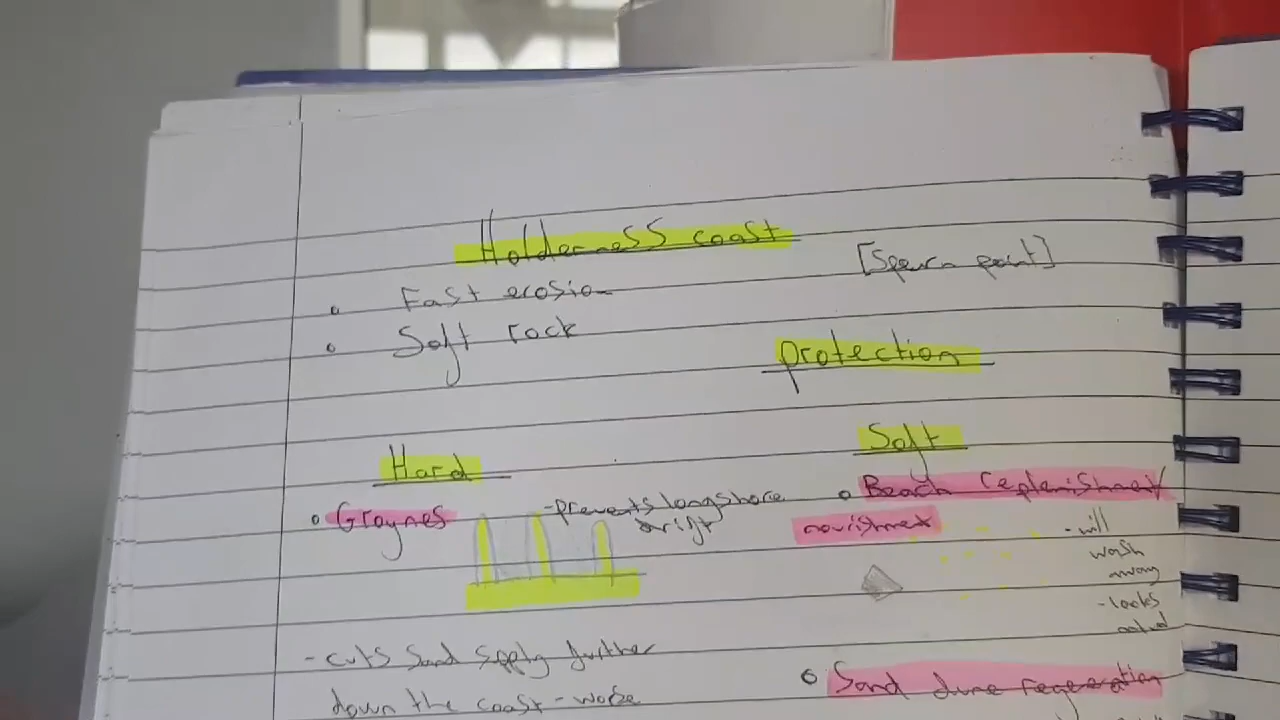 Holderness coast
[Spurn point]
• Fast erosion
• Soft rock
protection
Hard
• Groynes
- prevents longshore
drift
- cuts sand supply further
down the coast - worse
Soft
• Beach replenishment/
nourishment
- will
wash
away
- looks
• Sand dune regeneration